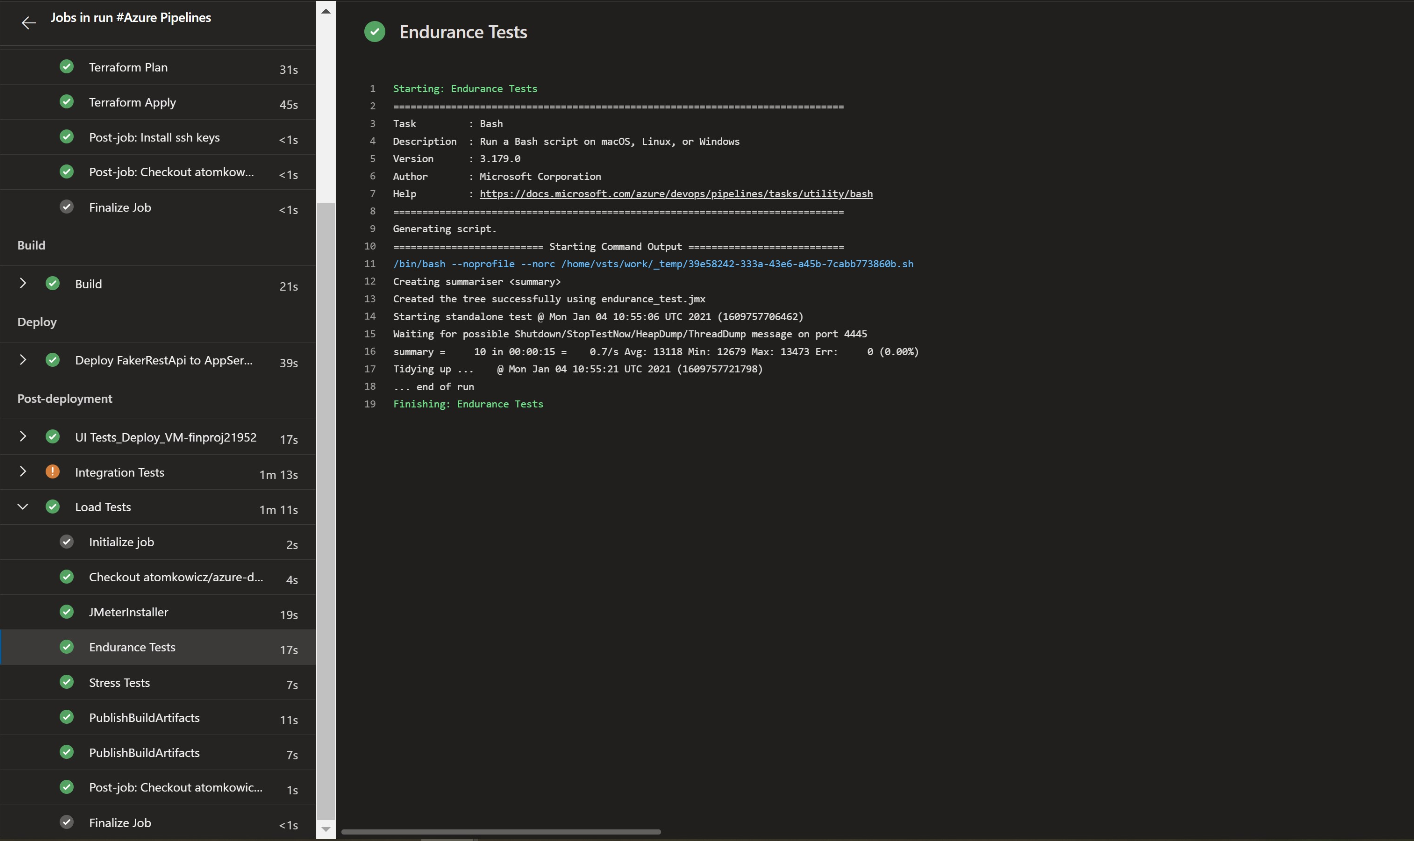 Jobs in run #Azure Pipelines
Terraform Plan 31s
Terraform Apply 45s
Post-job: Install ssh keys <1s
Post-job: Checkout atomkow... <1s
Finalize Job <1s
Build
Build 21s
Deploy
Deploy FakerRestApi to AppSer... 39s
Post-deployment
UI Tests_Deploy_VM-finproj21952 17s
Integration Tests 1m 13s
Load Tests 1m 11s
Initialize job 2s
Checkout atomkowicz/azure-d... 4s
JMeterInstaller 19s
Endurance Tests 17s
Stress Tests 7s
PublishBuildArtifacts 11s
PublishBuildArtifacts 7s
Post-job: Checkout atomkowic... 1s
Finalize Job <1s
Endurance Tests
1 Starting: Endurance Tests
2 ==============================================================================
3 Task : Bash
4 Description : Run a Bash script on macOS, Linux, or Windows
5 Version : 3.179.0
6 Author : Microsoft Corporation
7 Help : https://docs.microsoft.com/azure/devops/pipelines/tasks/utility/bash
8 ==============================================================================
9 Generating script.
10 ========================== Starting Command Output ===========================
11 /bin/bash --noprofile --norc /home/vsts/work/_temp/39e58242-333a-43e6-a45b-7cabb773860b.sh
12 Creating summariser <summary>
13 Created the tree successfully using endurance_test.jmx
14 Starting standalone test @ Mon Jan 04 10:55:06 UTC 2021 (1609757706462)
15 Waiting for possible Shutdown/StopTestNow/HeapDump/ThreadDump message on port 4445
16 summary = 10 in 00:00:15 = 0.7/s Avg: 13118 Min: 12679 Max: 13473 Err: 0 (0.00%)
17 Tidying up ... @ Mon Jan 04 10:55:21 UTC 2021 (1609757721798)
18 ... end of run
19 Finishing: Endurance Tests